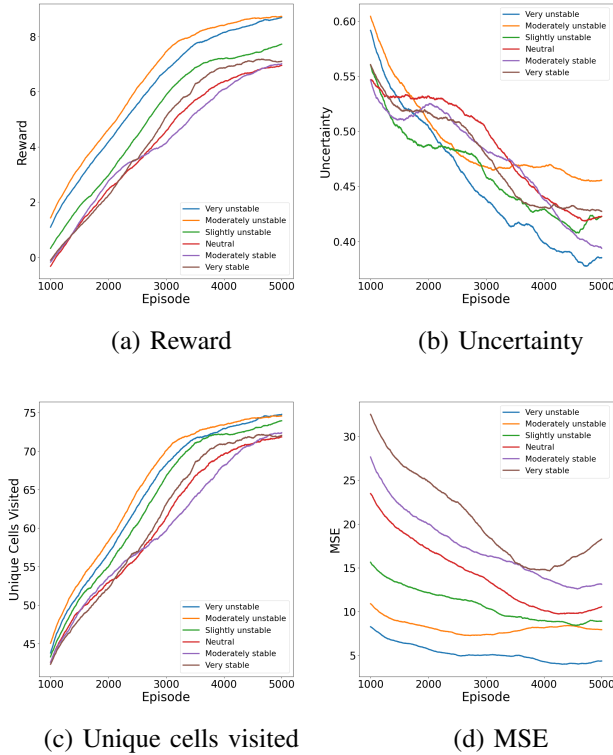 8
6
4
2
0
Reward
Very unstable
Moderately unstable
Slightly unstable
Neutral
Moderately stable
Very stable
1000 2000 3000 4000 5000
Episode
(a) Reward
0.60
0.55
0.50
0.45
0.40
Uncertainty
Very unstable
Moderately unstable
Slightly unstable
Neutral
Moderately stable
Very stable
1000 2000 3000 4000 5000
Episode
(b) Uncertainty
75
70
65
60
55
50
45
Unique Cells Visited
Very unstable
Moderately unstable
Slightly unstable
Neutral
Moderately stable
Very stable
1000 2000 3000 4000 5000
Episode
(c) Unique cells visited
30
25
20
15
10
5
MSE
Very unstable
Moderately unstable
Slightly unstable
Neutral
Moderately stable
Very stable
1000 2000 3000 4000 5000
Episode
(d) MSE